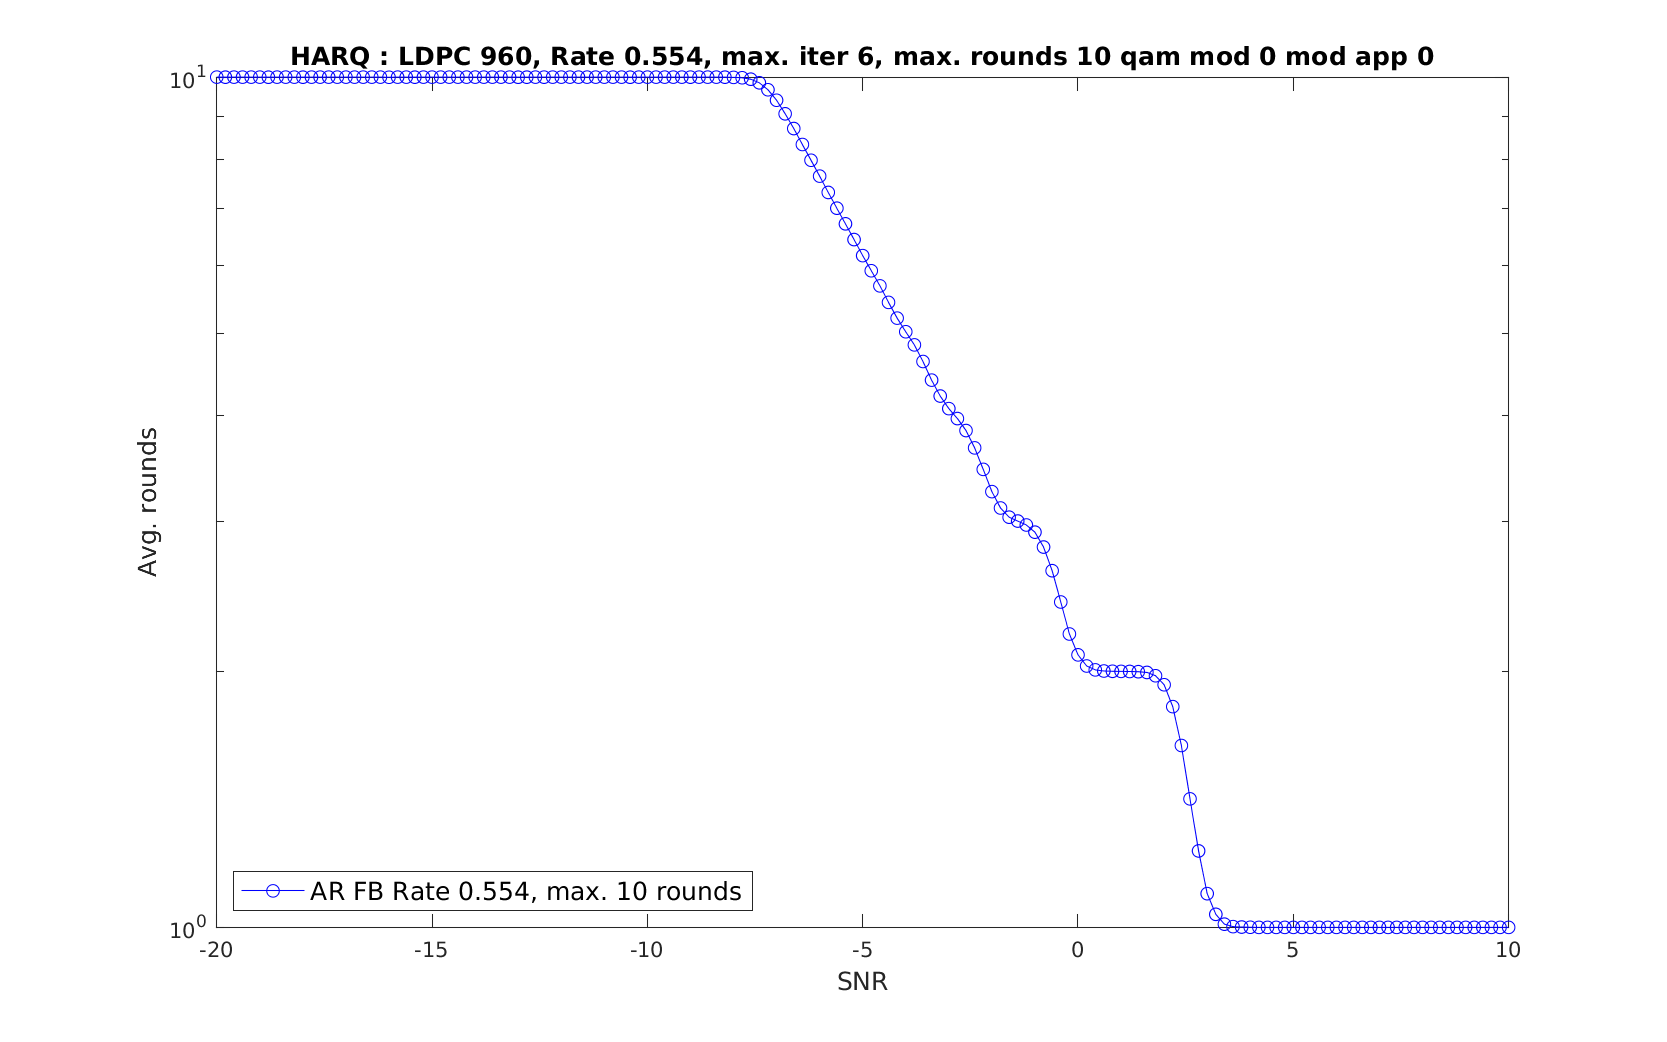 HARQ : LDPC 960, Rate 0.554, max. iter 6, max. rounds 10 qam mod 0 mod app 0
10^1
Avg. rounds
AR FB Rate 0.554, max. 10 rounds
10^0
-20 -15 -10 -5 0 5 10
SNR